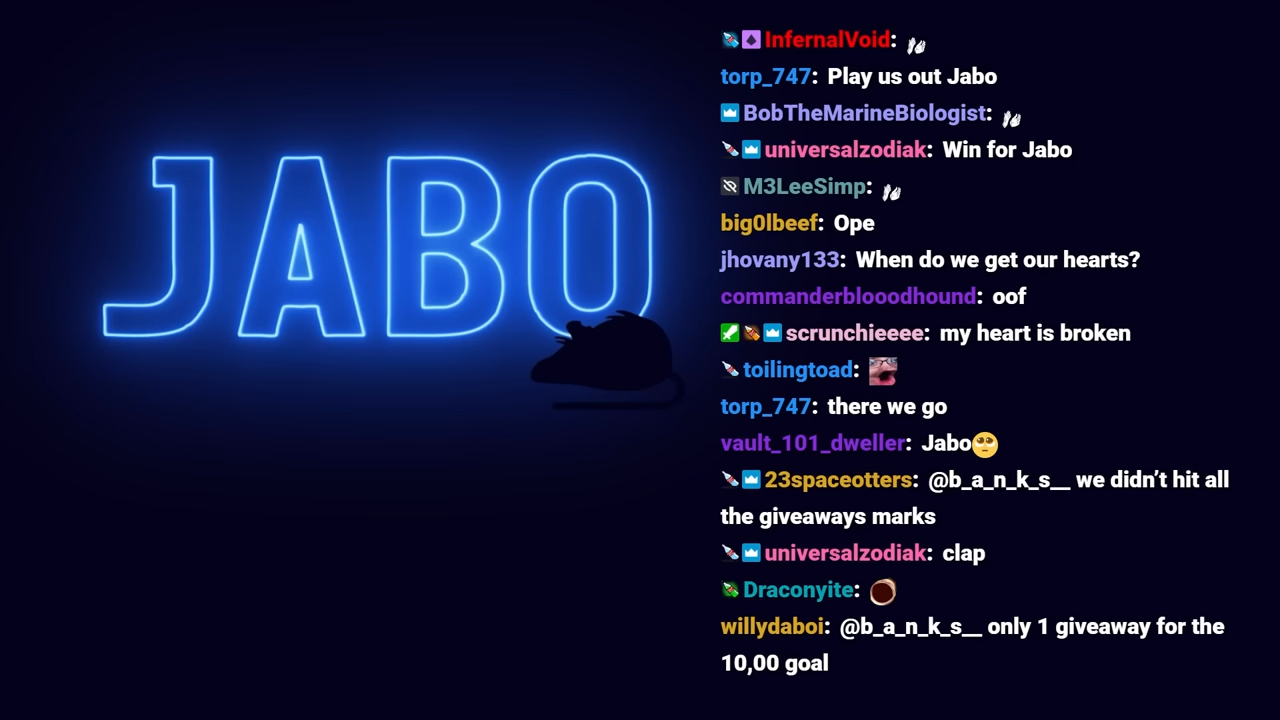 JABO
InfernalVoid:
torp_747: Play us out Jabo
BobTheMarineBiologist:
universalzodiak: Win for Jabo
M3LeeSimp:
big0lbeef: Ope
jhovany133: When do we get our hearts?
commanderblooodhound: oof
scrunchieeee: my heart is broken
toilingtoad:
torp_747: there we go
vault_101_dweller: Jabo🥺
23spaceotters: @b_a_n_k_s__ we didn’t hit all
the giveaways marks
universalzodiak: clap
Draconyite:
willydaboi: @b_a_n_k_s__ only 1 giveaway for the
10,00 goal